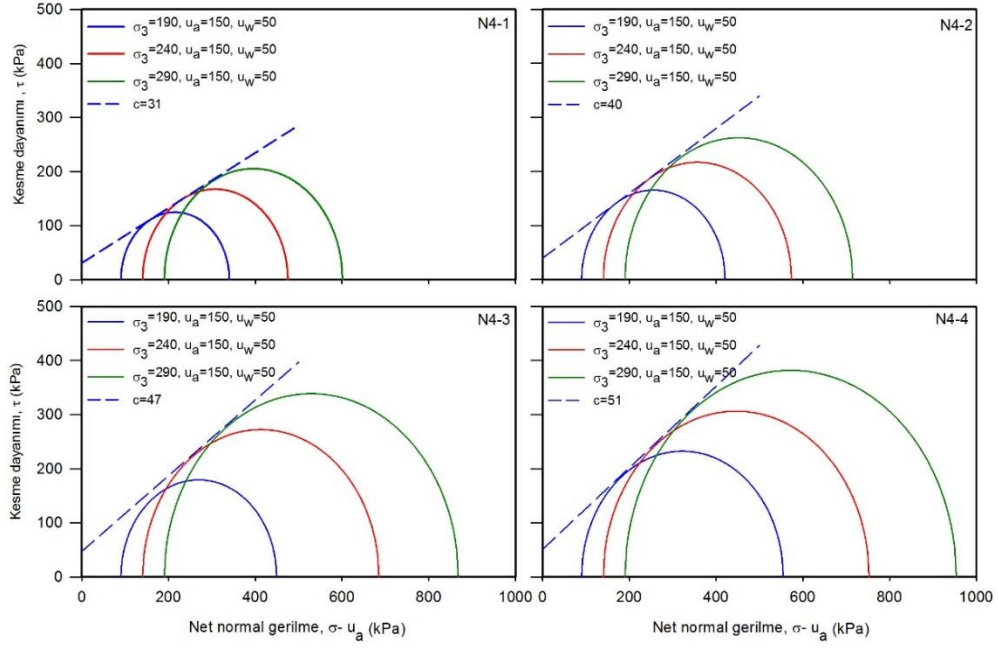 500
400
300
200
100
0
Kesme dayanımı , τ (kPa)
σ3=190, ua=150, uw=50
σ3=240, ua=150, uw=50
σ3=290, ua=150, uw=50
c=31
N4-1
σ3=190, ua=150, uw=50
σ3=240, ua=150, uw=50
σ3=290, ua=150, uw=50
c=40
N4-2
500
400
300
200
100
0
Kesme dayanımı, τ (kPa)
σ3=190, ua=150, uw=50
σ3=240, ua=150, uw=50
σ3=290, ua=150, uw=50
c=47
N4-3
σ3=190, ua=150, uw=50
σ3=240, ua=150, uw=50
σ3=290, ua=150, uw=50
c=51
N4-4
0 200 400 600 800 1000
0 200 400 600 800 1000
Net normal gerilme, σ- ua (kPa)
Net normal gerilme, σ- ua (kPa)